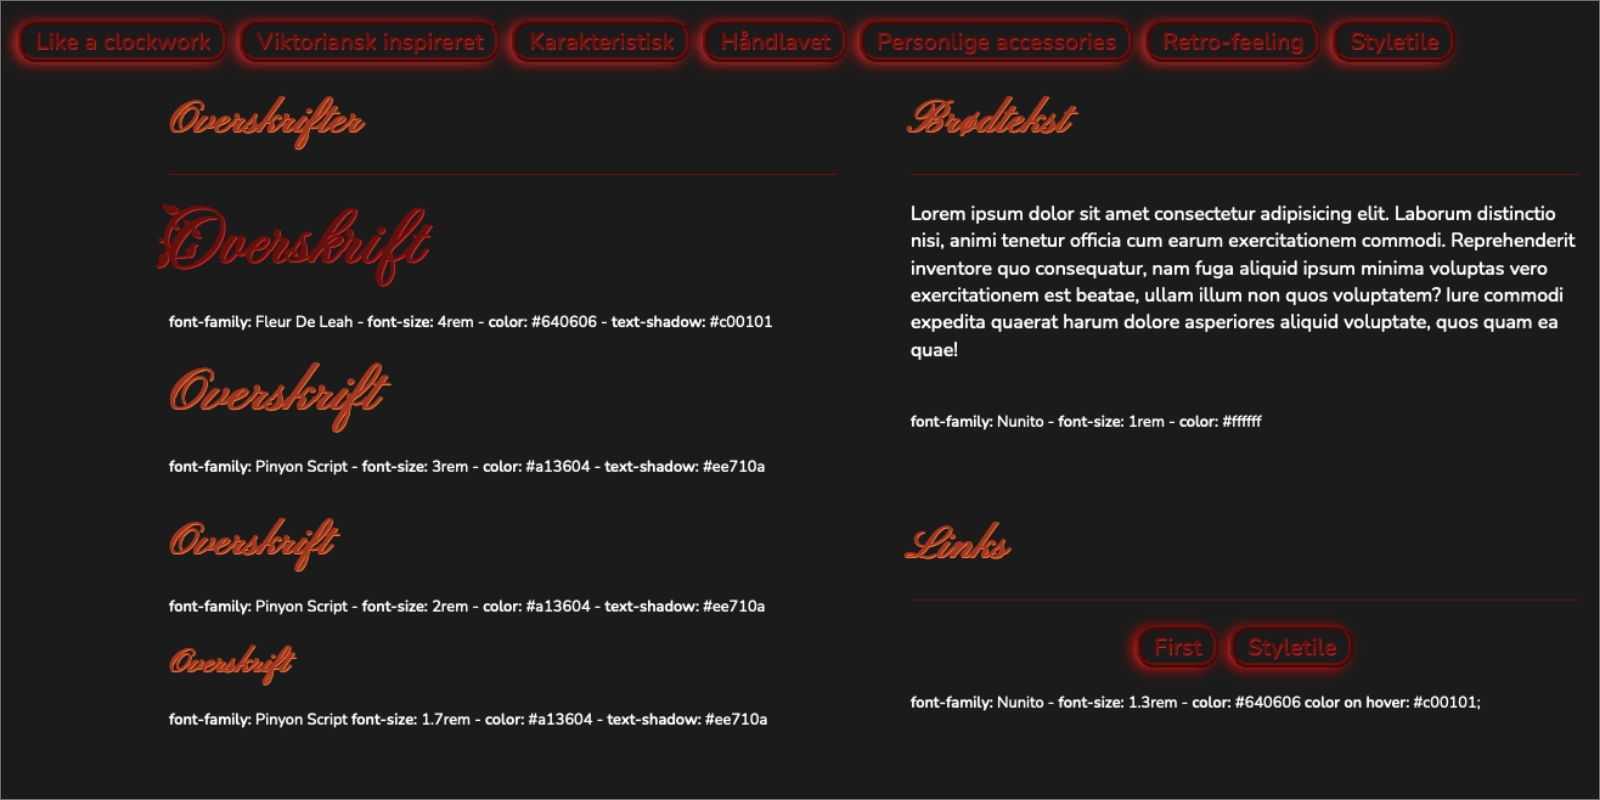 Like a clockwork Viktoriansk inspireret Karakteristisk Håndlavet Personlige accessories Retro-feeling Styletile
Overskrifter
Overskrift
font-family: Fleur De Leah - font-size: 4rem - color: #640606 - text-shadow: #c00101
Overskrift
font-family: Pinyon Script - font-size: 3rem - color: #a13604 - text-shadow: #ee710a
Overskrift
font-family: Pinyon Script - font-size: 2rem - color: #a13604 - text-shadow: #ee710a
Overskrift
font-family: Pinyon Script font-size: 1.7rem - color: #a13604 - text-shadow: #ee710a
Brødtekst
Lorem ipsum dolor sit amet consectetur adipisicing elit. Laborum distinctio
nisi, animi tenetur officia cum earum exercitationem commodi. Reprehenderit
inventore quo consequatur, nam fuga aliquid ipsum minima voluptas vero
exercitationem est beatae, ullam illum non quos voluptatem? Iure commodi
expedita quaerat harum dolore asperiores aliquid voluptate, quos quam ea
quae!
font-family: Nunito - font-size: 1rem - color: #ffffff
Links
First Styletile
font-family: Nunito - font-size: 1.3rem - color: #640606 color on hover: #c00101;